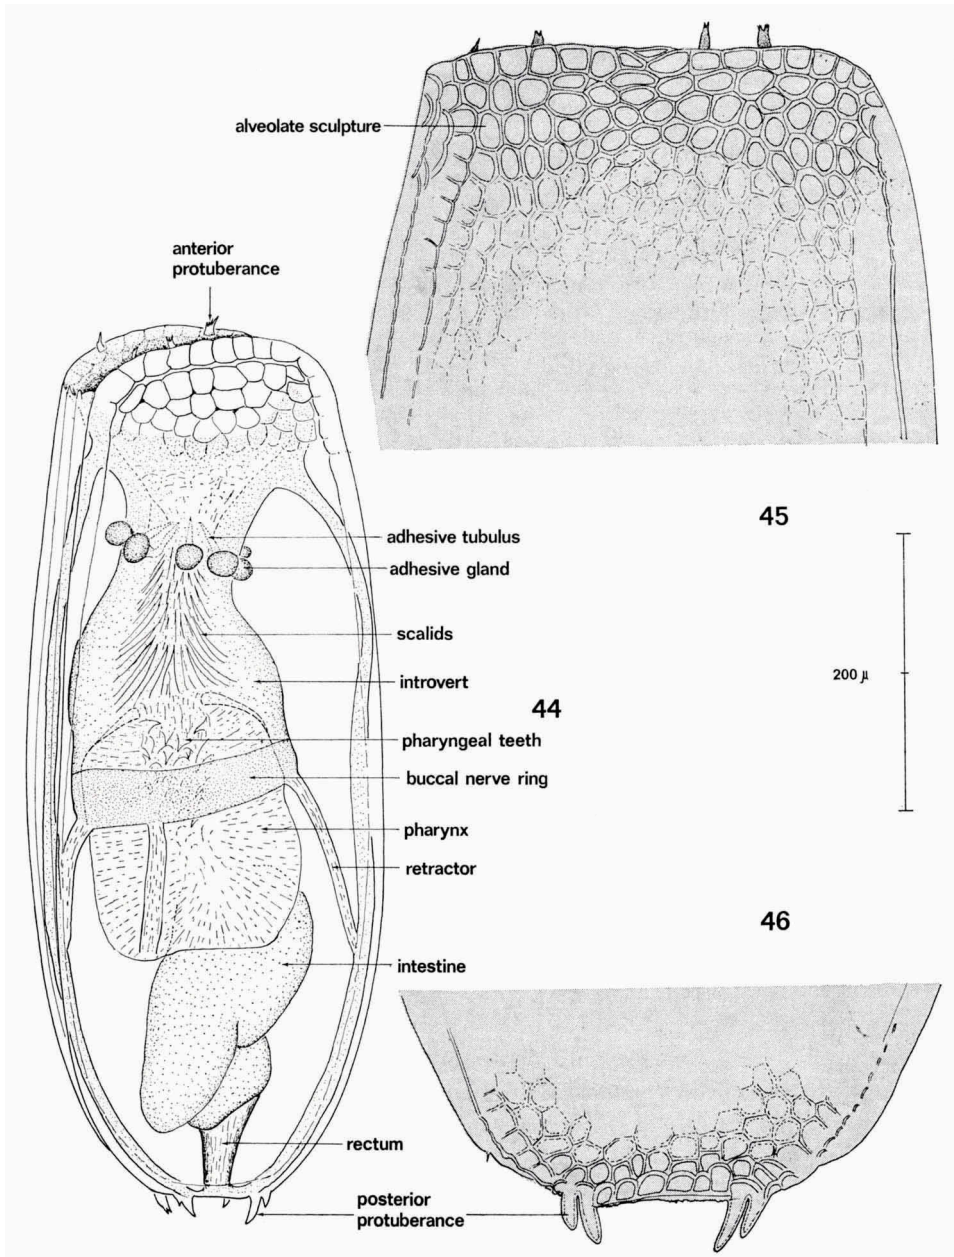 alveolate sculpture
anterior
protuberance
45
adhesive tubulus
adhesive gland
scalids
introvert
200 μ
44
pharyngeal teeth
buccal nerve ring
pharynx
retractor
46
intestine
rectum
posterior
protuberance